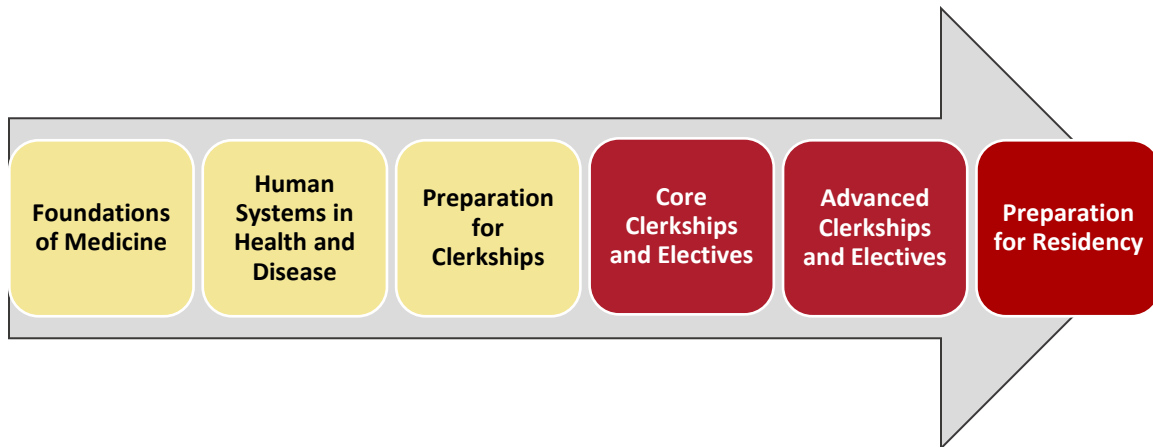 Foundations
of Medicine
Human
Systems in
Health and
Disease
Preparation
for
Clerkships
Core
Clerkships
and Electives
Advanced
Clerkships
and Electives
Preparation
for Residency